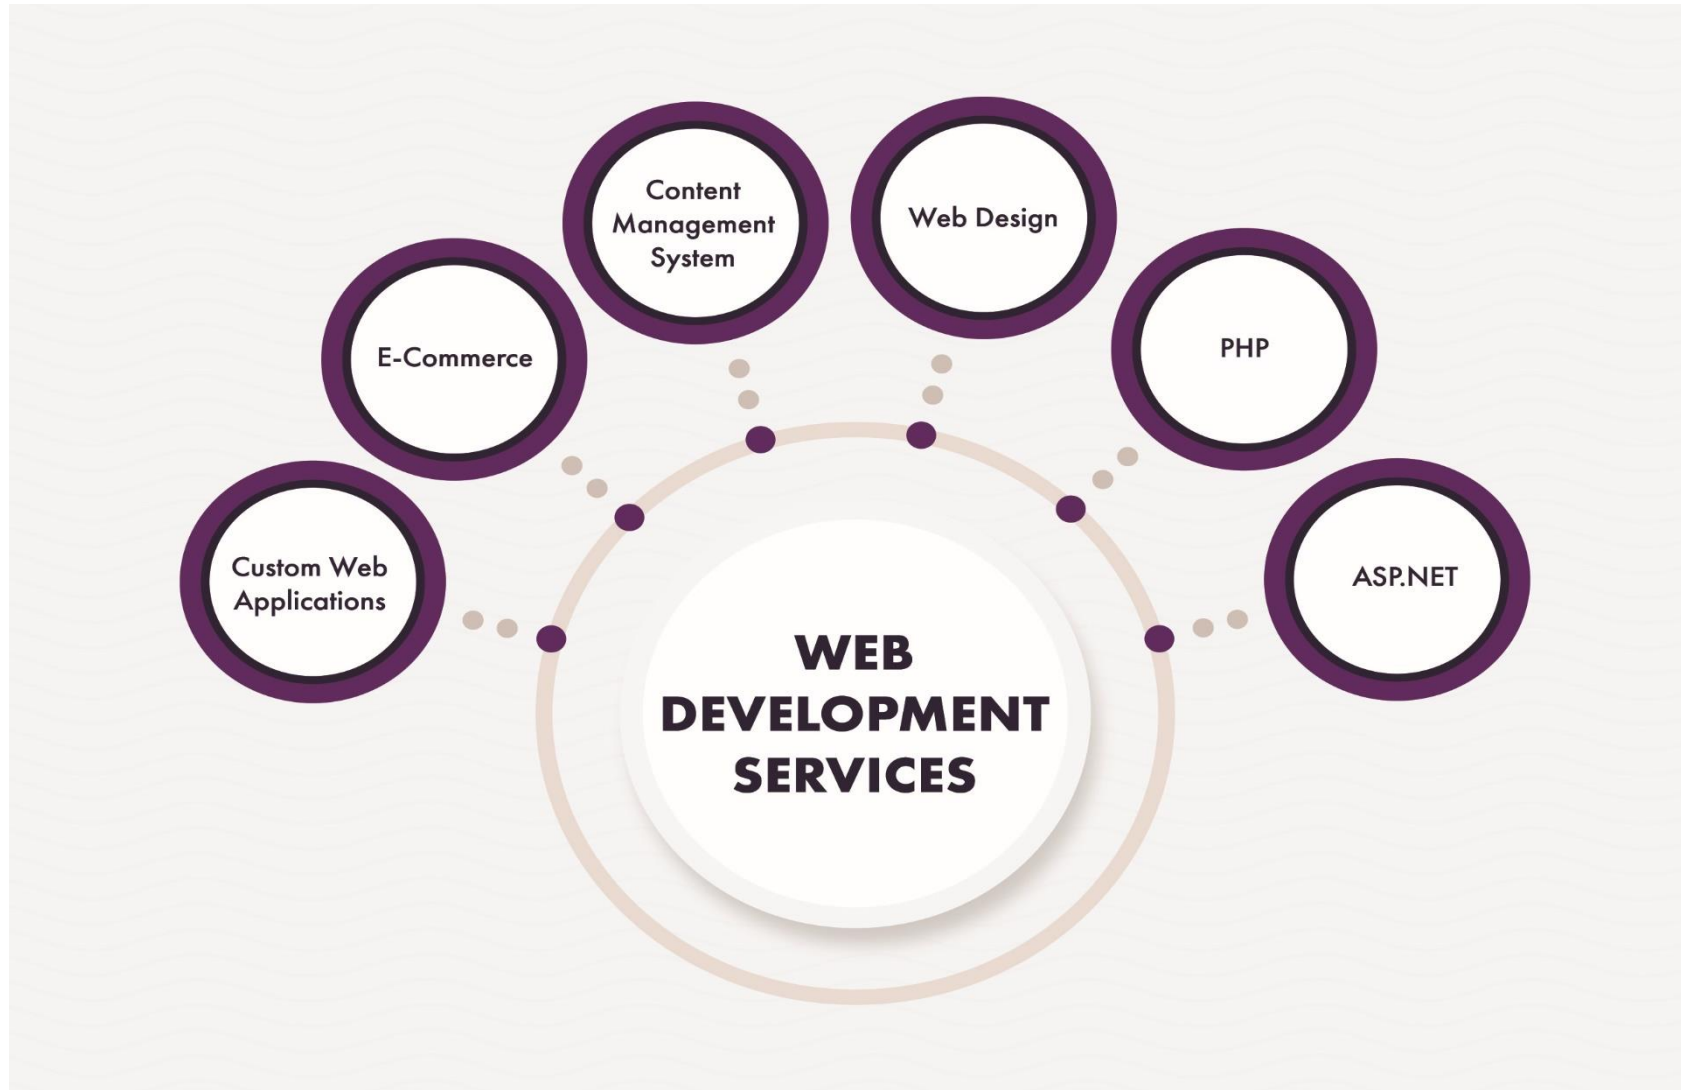 Content
Management
System
Web Design
E-Commerce
PHP
Custom Web
Applications
ASP.NET
WEB
DEVELOPMENT
SERVICES